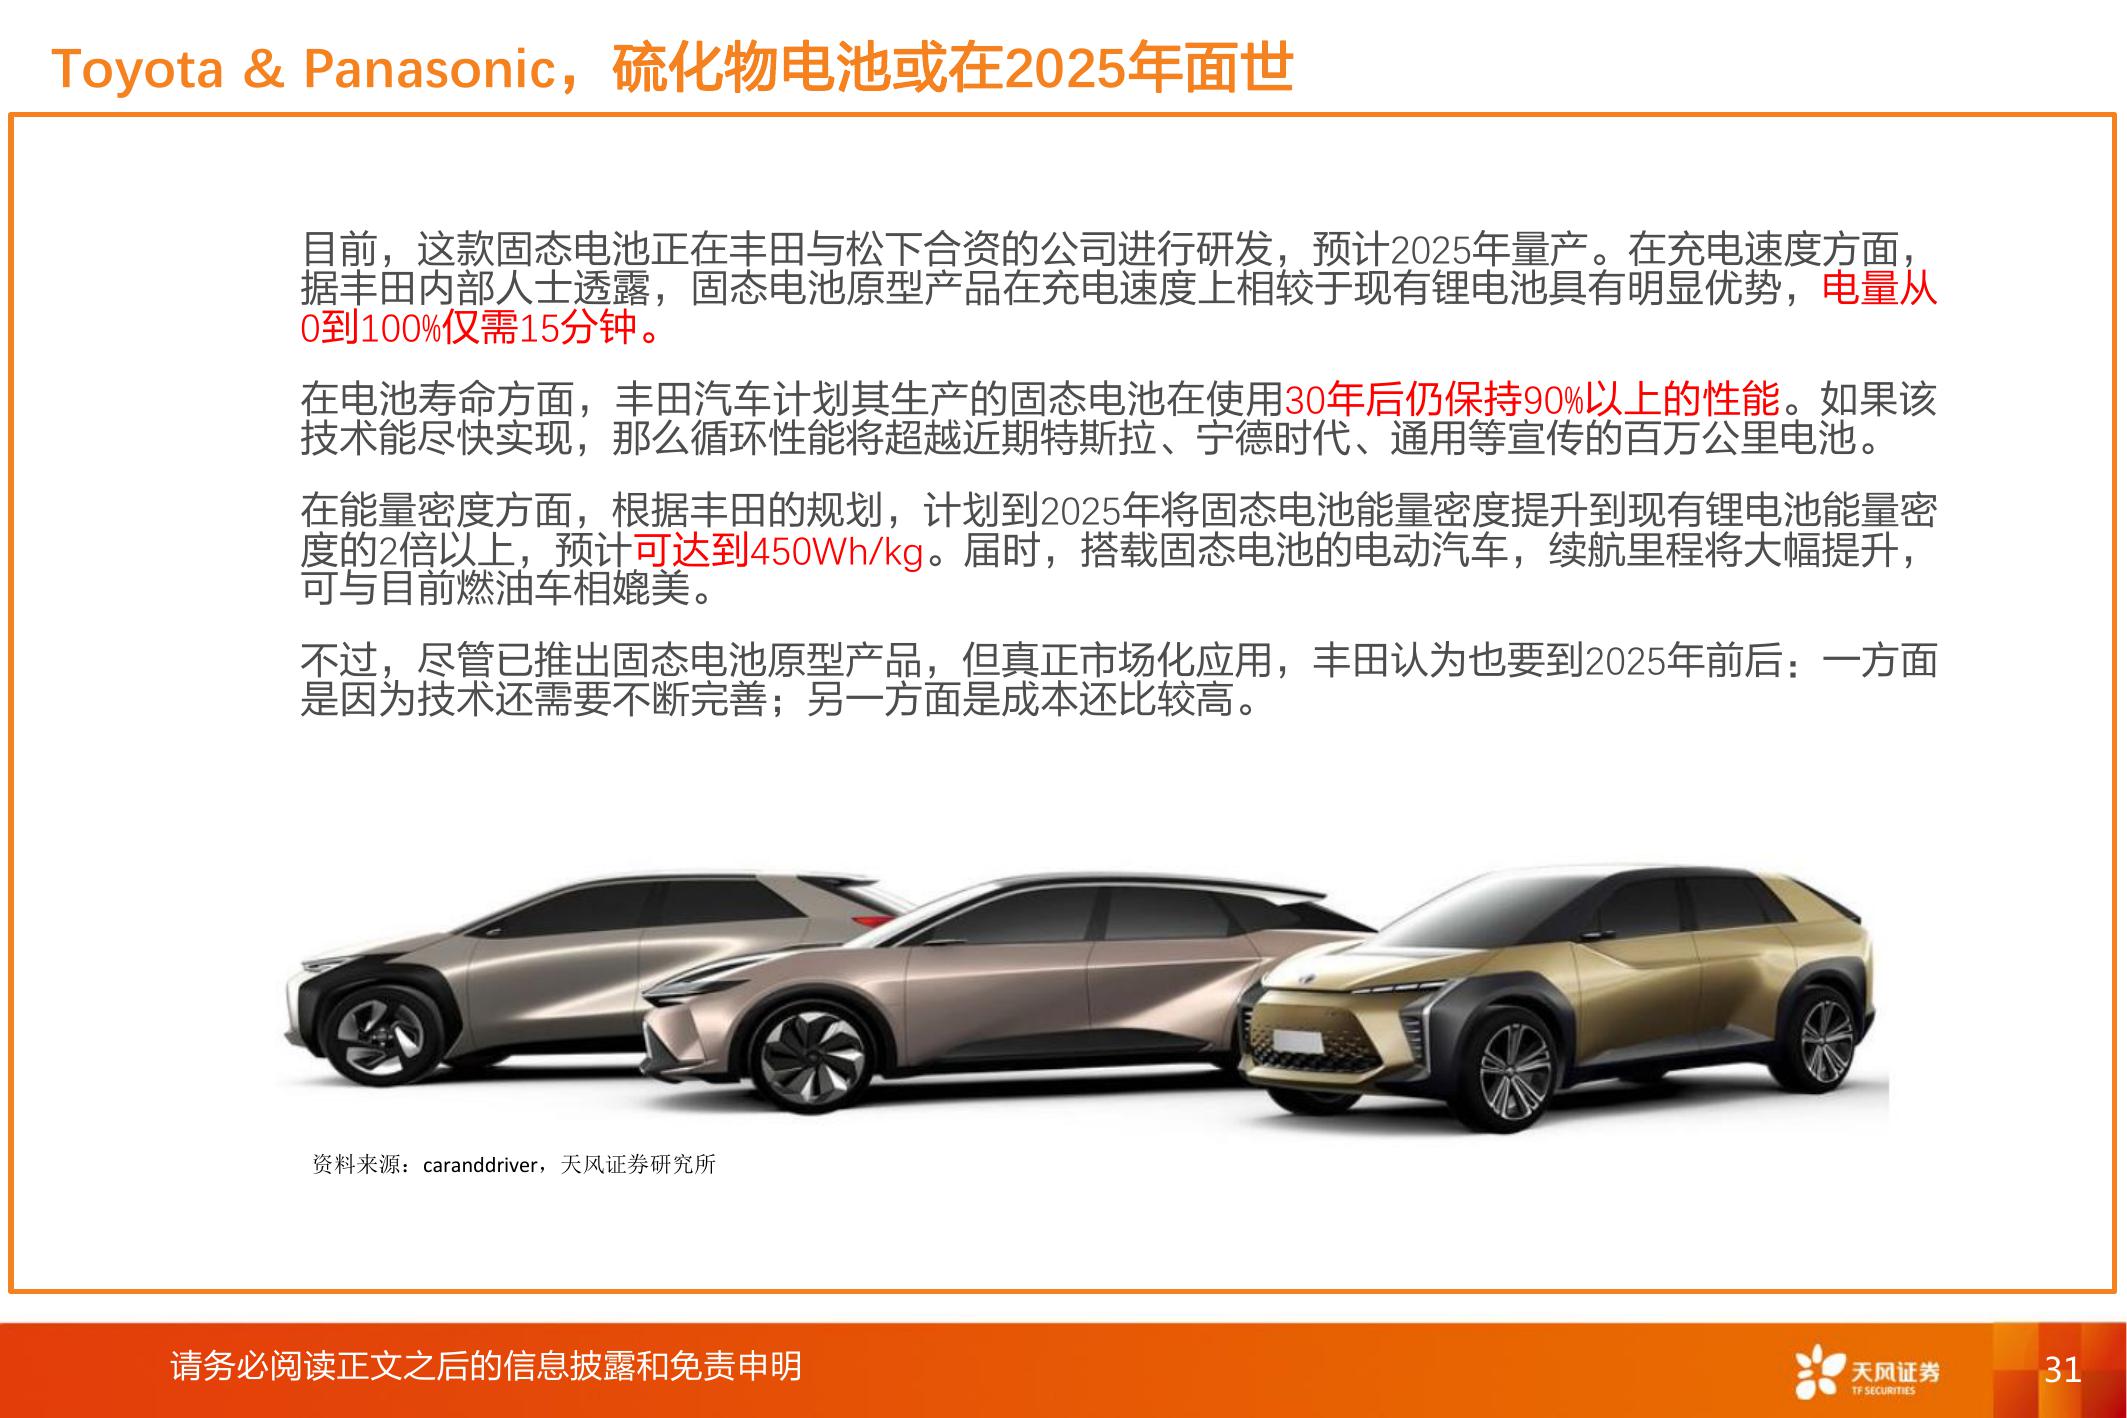 Toyota & Panasonic，硫化物电池或在2025年面世
目前，这款固态电池正在丰田与松下合资的公司进行研发，预计2025年量产。在充电速度方面，
据丰田内部人士透露，固态电池原型产品在充电速度上相较于现有锂电池具有明显优势，电量从
0到100%仅需15分钟。
在电池寿命方面，丰田汽车计划其生产的固态电池在使用30年后仍保持90%以上的性能。如果该
技术能尽快实现，那么循环性能将超越近期特斯拉、宁德时代、通用等宣传的百万公里电池。
在能量密度方面，根据丰田的规划，计划到2025年将固态电池能量密度提升到现有锂电池能量密
度的2倍以上，预计可达到450Wh/kg。届时，搭载固态电池的电动汽车，续航里程将大幅提升，
可与目前燃油车相媲美。
不过，尽管已推出固态电池原型产品，但真正市场化应用，丰田认为也要到2025年前后：一方面
是因为技术还需要不断完善；另一方面是成本还比较高。
资料来源：caranddriver，天风证券研究所
请务必阅读正文之后的信息披露和免责申明
天风证券
TF SECURITIES
31